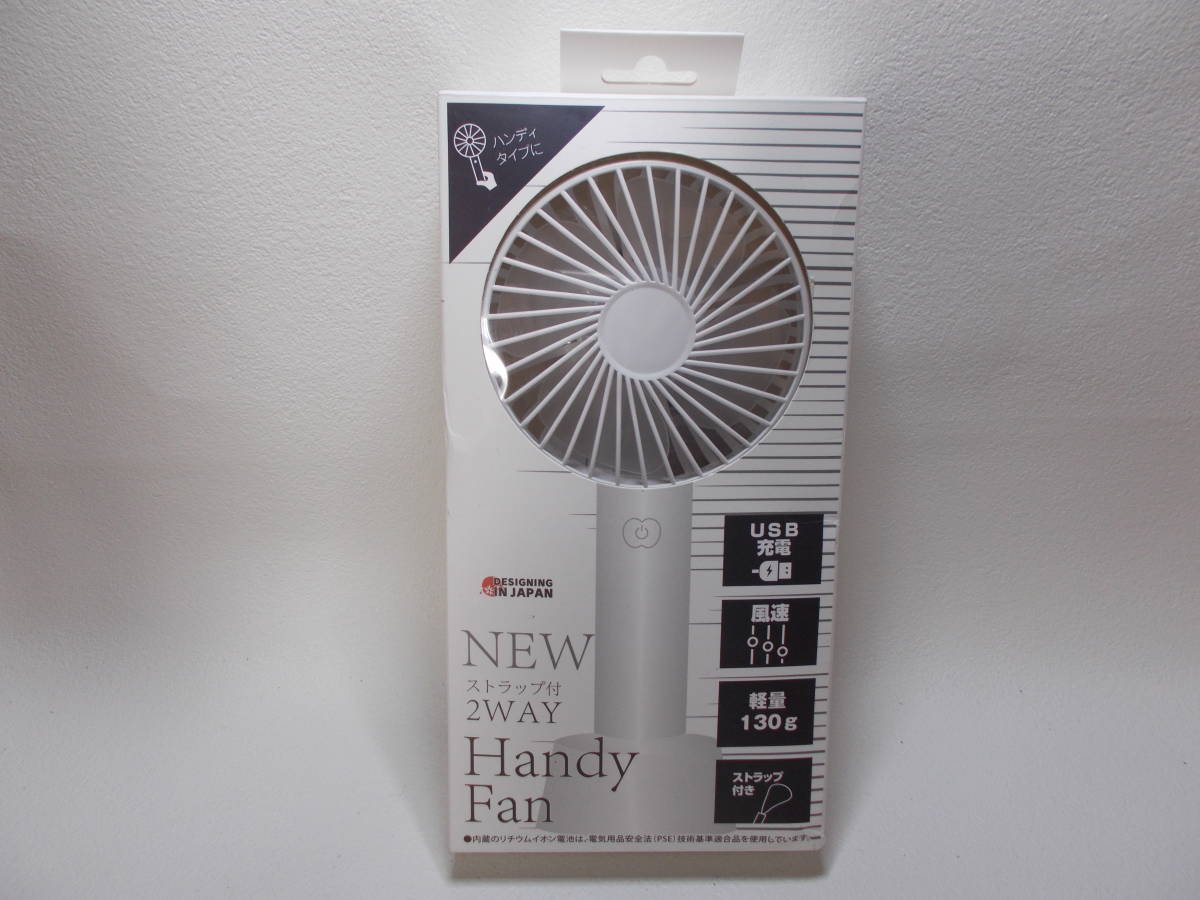 ハンディ
タイプに
DESIGNING
IN JAPAN
NEW
ストラップ付
2WAY
Handy
Fan
USB
充電
風速
軽量
130g
ストラップ
付き
●内蔵のリチウムイオン電池は、電気用品安全法(PSE)技術基準適合品を使用しています。